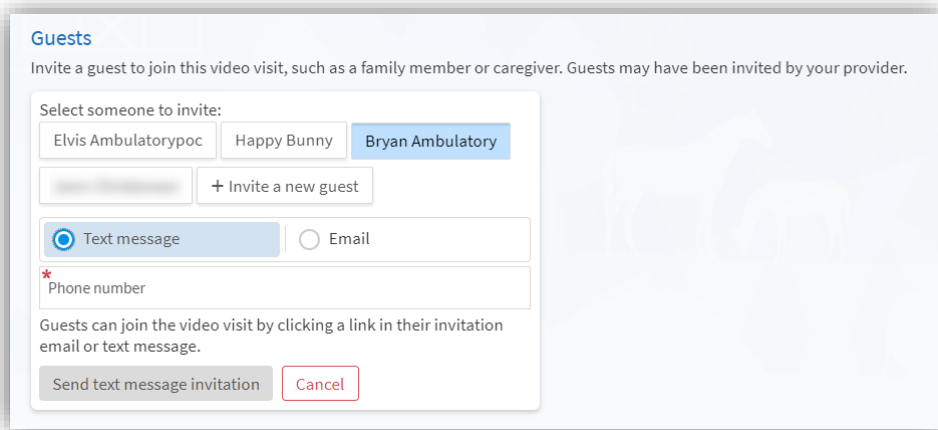 Guests
Invite a guest to join this video visit, such as a family member or caregiver. Guests may have been invited by your provider.
Select someone to invite:
Elvis Ambulatorypoc Happy Bunny Bryan Ambulatory
+ Invite a new guest
Text message Email
* Phone number
Guests can join the video visit by clicking a link in their invitation
email or text message.
Send text message invitation Cancel